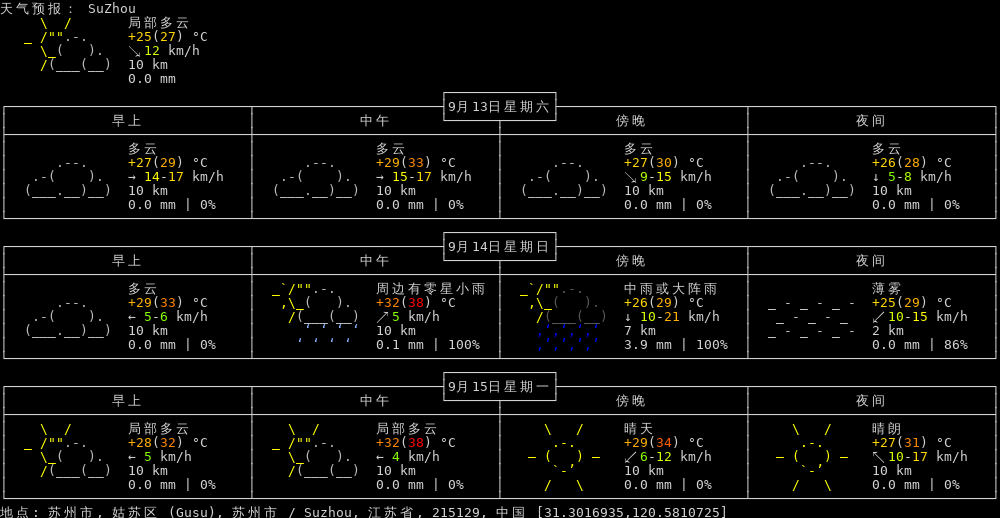 天气预报： SuZhou
局部多云
+25(27) °C
↘12 km/h
10 km
0.0 mm
9月13日星期六
早上 中午 傍晚 夜间
多云 多云 多云 多云
+27(29) °C +29(33) °C +27(30) °C +26(28) °C
→ 14-17 km/h → 15-17 km/h ↘ 9-15 km/h ↓ 5-8 km/h
10 km 10 km 10 km 10 km
0.0 mm | 0% 0.0 mm | 0% 0.0 mm | 0% 0.0 mm | 0%
9月14日星期日
早上 中午 傍晚 夜间
多云 周边有零星小雨 中雨或大阵雨 薄雾
+29(33) °C +32(38) °C +26(29) °C +25(29) °C
← 5-6 km/h ↗5 km/h ↓ 10-21 km/h ↙10-15 km/h
10 km 10 km 7 km 2 km
0.0 mm | 0% 0.1 mm | 100% 3.9 mm | 100% 0.0 mm | 86%
9月15日星期一
早上 中午 傍晚 夜间
局部多云 局部多云 晴天 晴朗
+28(32) °C +32(38) °C +29(34) °C +27(31) °C
← 5 km/h ← 4 km/h ↙ 6-12 km/h ↖10-17 km/h
10 km 10 km 10 km 10 km
0.0 mm | 0% 0.0 mm | 0% 0.0 mm | 0% 0.0 mm | 0%
地点: 苏州市, 姑苏区 (Gusu), 苏州市 / Suzhou, 江苏省, 215129, 中国 [31.3016935,120.5810725]